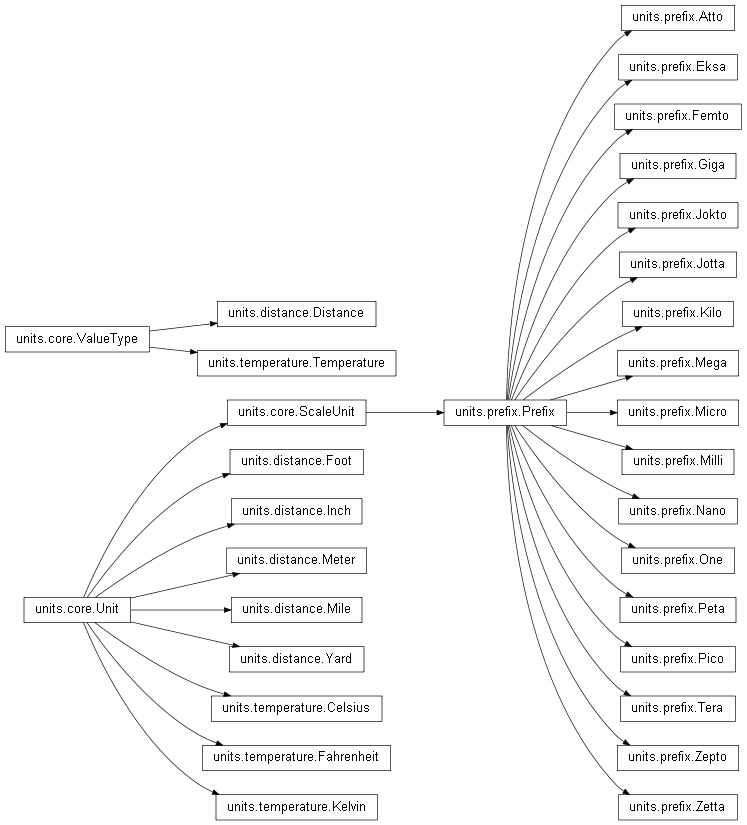 units.prefix.Atto
units.prefix.Eksa
units.prefix.Femto
units.prefix.Giga
units.prefix.Jokto
units.prefix.Jotta
units.distance.Distance
units.prefix.Kilo
units.core.ValueType
units.temperature.Temperature
units.prefix.Mega
units.core.ScaleUnit
units.prefix.Prefix
units.prefix.Micro
units.distance.Foot
units.prefix.Milli
units.distance.Inch
units.prefix.Nano
units.distance.Meter
units.prefix.One
units.core.Unit
units.distance.Mile
units.prefix.Peta
units.distance.Yard
units.prefix.Pico
units.temperature.Celsius
units.prefix.Tera
units.temperature.Fahrenheit
units.prefix.Zepto
units.temperature.Kelvin
units.prefix.Zetta